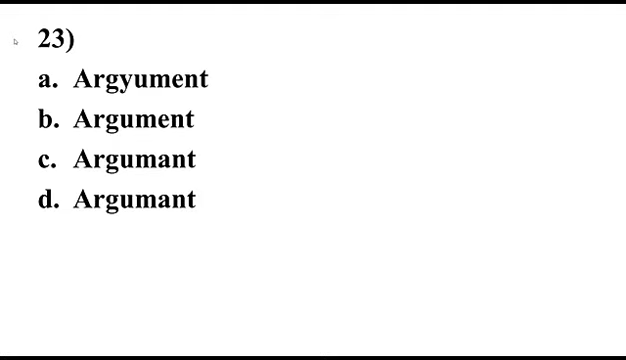 23)
a. Argyument
b. Argument
c. Argumant
d. Argumant